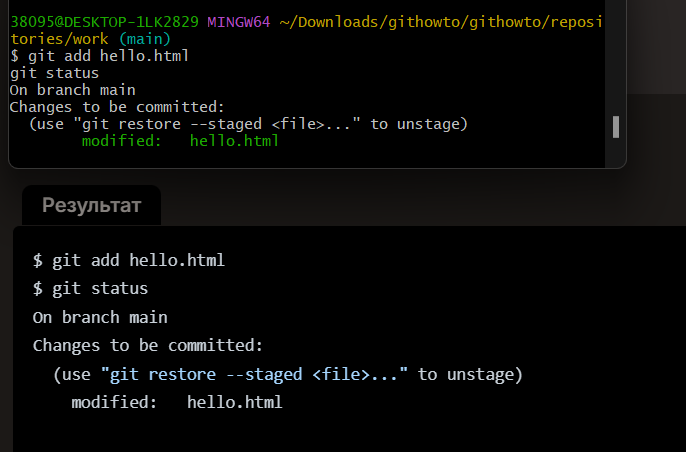 38095@DESKTOP-1LK2829 MINGW64 ~/Downloads/githowto/githowto/reposi
tories/work (main)
$ git add hello.html
git status
On branch main
Changes to be committed:
  (use "git restore --staged <file>..." to unstage)
        modified:   hello.html
Результат
$ git add hello.html
$ git status
On branch main
Changes to be committed:
  (use "git restore --staged <file>..." to unstage)
    modified:   hello.html